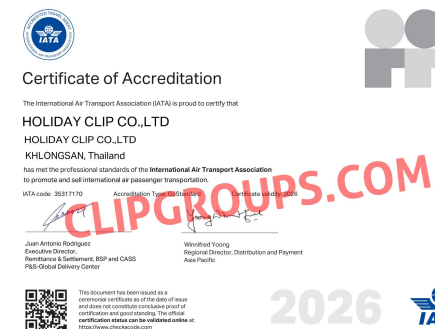 ACCREDITED TRAVEL AGENT
IATA
Certificate of Accreditation
The International Air Transport Association (IATA) is proud to certify that
HOLIDAY CLIP CO.,LTD
HOLIDAY CLIP CO.,LTD
KHLONGSAN, Thailand
has met the professional standards of the International Air Transport Association
to promote and sell international air passenger transportation.
IATA code: 35317170 Accreditation Type: GoStandard Certificate validity: 2026
CLIPGROUPS.COM
Juan Antonio Rodriguez
Executive Director,
Remittance & Settlement, BSP and CASS
P&S-Global Delivery Center
Winnifred Yoong
Regional Director, Distribution and Payment
Asia Pacific
This document has been issued as a
ceremonial certificate as of the date of issue
and does not constitute conclusive proof of
certification and good standing. The official
certification status can be validated online at:
https://www.checkacode.com
2026
IATA